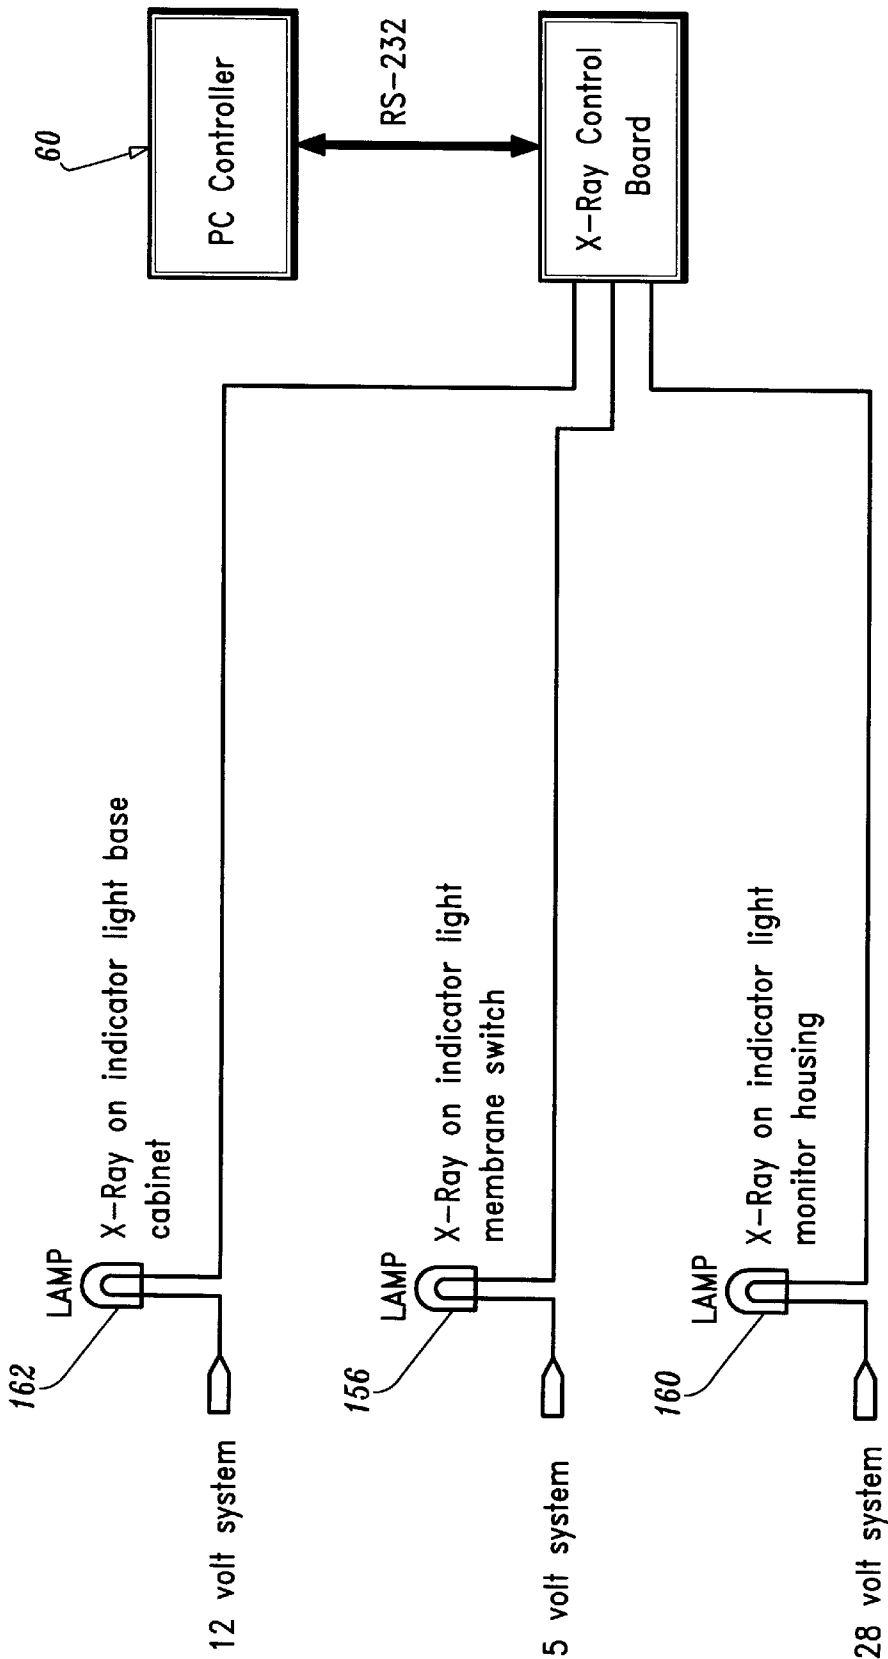 162
LAMP
X-Ray on indicator light base
cabinet
12 volt system
156
LAMP
X-Ray on indicator light
membrane switch
5 volt system
160
LAMP
X-Ray on indicator light
monitor housing
28 volt system
60
PC Controller
RS-232
X-Ray Control
Board